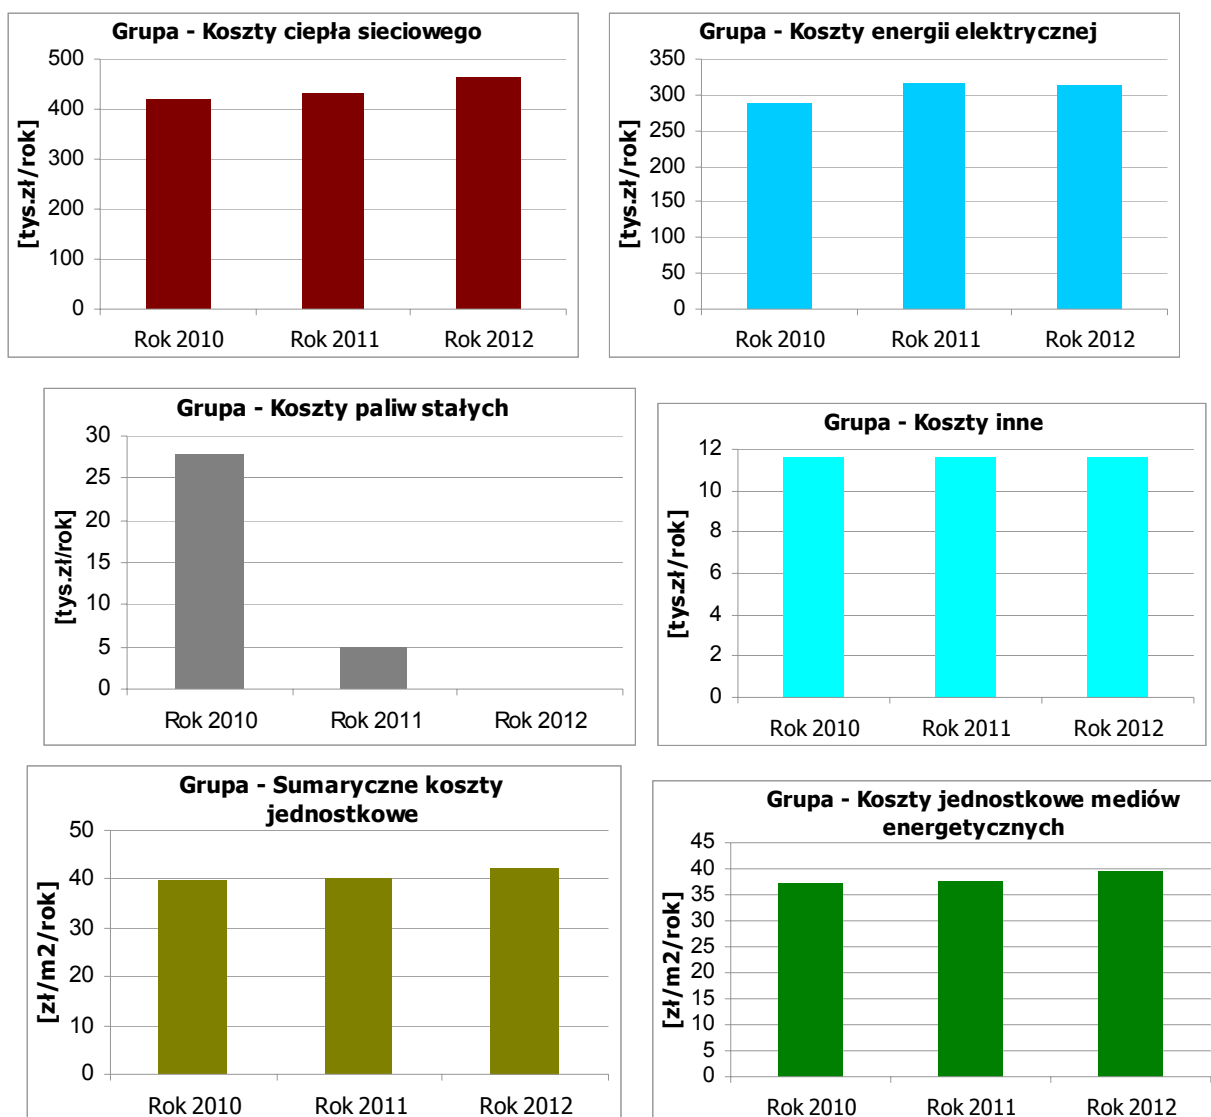 Grupa - Koszty ciepła sieciowego
[tys.zł/rok]
500
400
300
200
100
0
Rok 2010 Rok 2011 Rok 2012
Grupa - Koszty energii elektrycznej
[tys.zł/rok]
350
300
250
200
150
100
50
0
Rok 2010 Rok 2011 Rok 2012
Grupa - Koszty paliw stałych
[tys.zł/rok]
30
25
20
15
10
5
0
Rok 2010 Rok 2011 Rok 2012
Grupa - Koszty inne
[tys.zł/rok]
12
10
8
6
4
2
0
Rok 2010 Rok 2011 Rok 2012
Grupa - Sumaryczne koszty
jednostkowe
[zł/m2/rok]
50
40
30
20
10
0
Rok 2010 Rok 2011 Rok 2012
Grupa - Koszty jednostkowe mediów
energetycznych
[zł/m2/rok]
45
40
35
30
25
20
15
10
5
0
Rok 2010 Rok 2011 Rok 2012